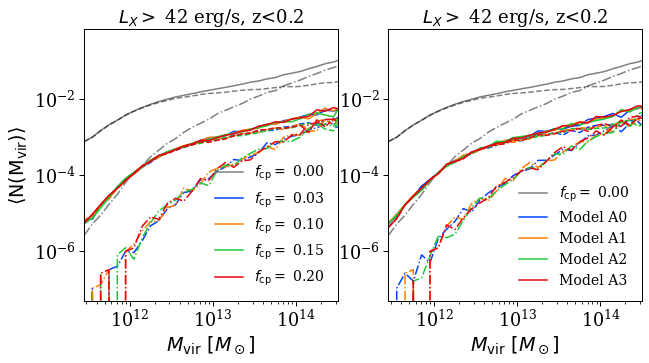 L_X > 42 erg/s, z<0.2
L_X > 42 erg/s, z<0.2
⟨N(M_vir)⟩
10^−2
10^−4
10^−6
f_cp = 0.00
f_cp = 0.03
f_cp = 0.10
f_cp = 0.15
f_cp = 0.20
10^12
10^13
10^14
M_vir [M_⊙]
10^−2
10^−4
10^−6
f_cp = 0.00
Model A0
Model A1
Model A2
Model A3
10^12
10^13
10^14
M_vir [M_⊙]